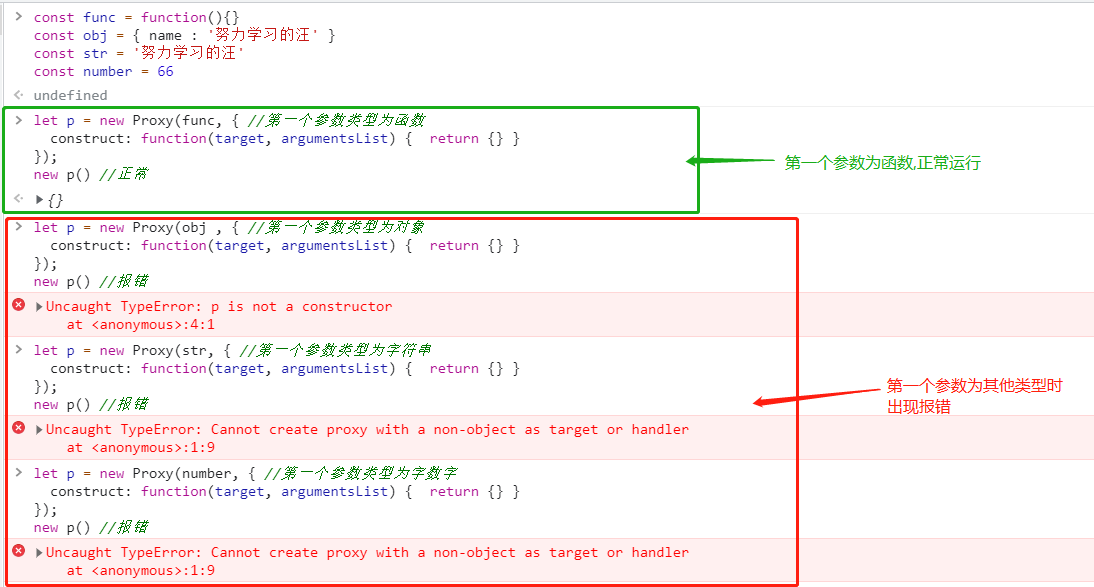 > const func = function(){}
const obj = { name : '努力学习的汪' }
const str = '努力学习的汪'
const number = 66
<· undefined
> let p = new Proxy(func, { //第一个参数类型为函数
construct: function(target, argumentsList) {  return {} }
});
new p() //正常
第一个参数为函数,正常运行
<· ▶{}
> let p = new Proxy(obj , { //第一个参数类型为对象
construct: function(target, argumentsList) {  return {} }
});
new p() //报错
▶Uncaught TypeError: p is not a constructor
at <anonymous>:4:1
> let p = new Proxy(str, { //第一个参数类型为字符串
construct: function(target, argumentsList) {  return {} }
});
new p() //报错
第一个参数为其他类型时
出现报错
▶Uncaught TypeError: Cannot create proxy with a non-object as target or handler
at <anonymous>:1:9
> let p = new Proxy(number, { //第一个参数类型为字数字
construct: function(target, argumentsList) {  return {} }
});
new p() //报错
▶Uncaught TypeError: Cannot create proxy with a non-object as target or handler
at <anonymous>:1:9